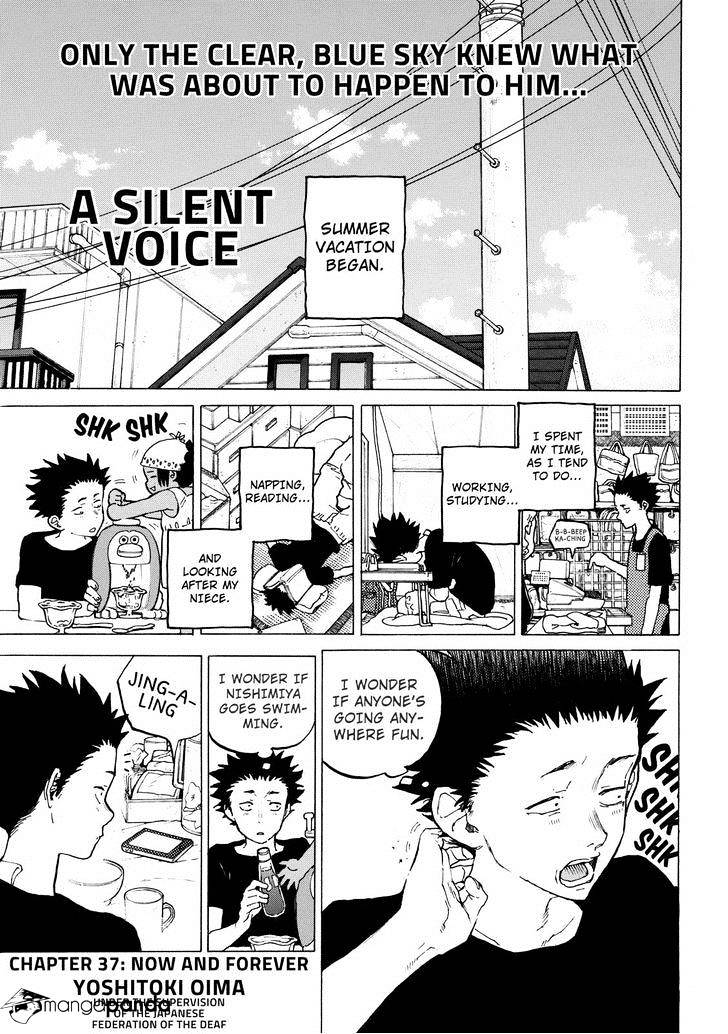 ONLY THE CLEAR, BLUE SKY KNEW WHAT
WAS ABOUT TO HAPPEN TO HIM...
A SILENT
VOICE
SUMMER
VACATION
BEGAN.
I SPENT
MY TIME,
AS I TEND
TO DO...
B-B-BEEP
KA-CHING
WORKING,
STUDYING...
NAPPING,
READING...
AND
LOOKING
AFTER MY
NIECE.
SHK SHK
I WONDER
IF ANYONE'S
GOING ANY-
WHERE FUN.
SHK
SHK
SHK
I WONDER IF
NISHIMIYA
GOES SWIM-
MING.
JING-A-
LING
CHAPTER 37: NOW AND FOREVER
YOSHITOKI OIMA
UNDER THE SUPERVISION
OF THE JAPANESE
FEDERATION OF THE DEAF
mangapanda